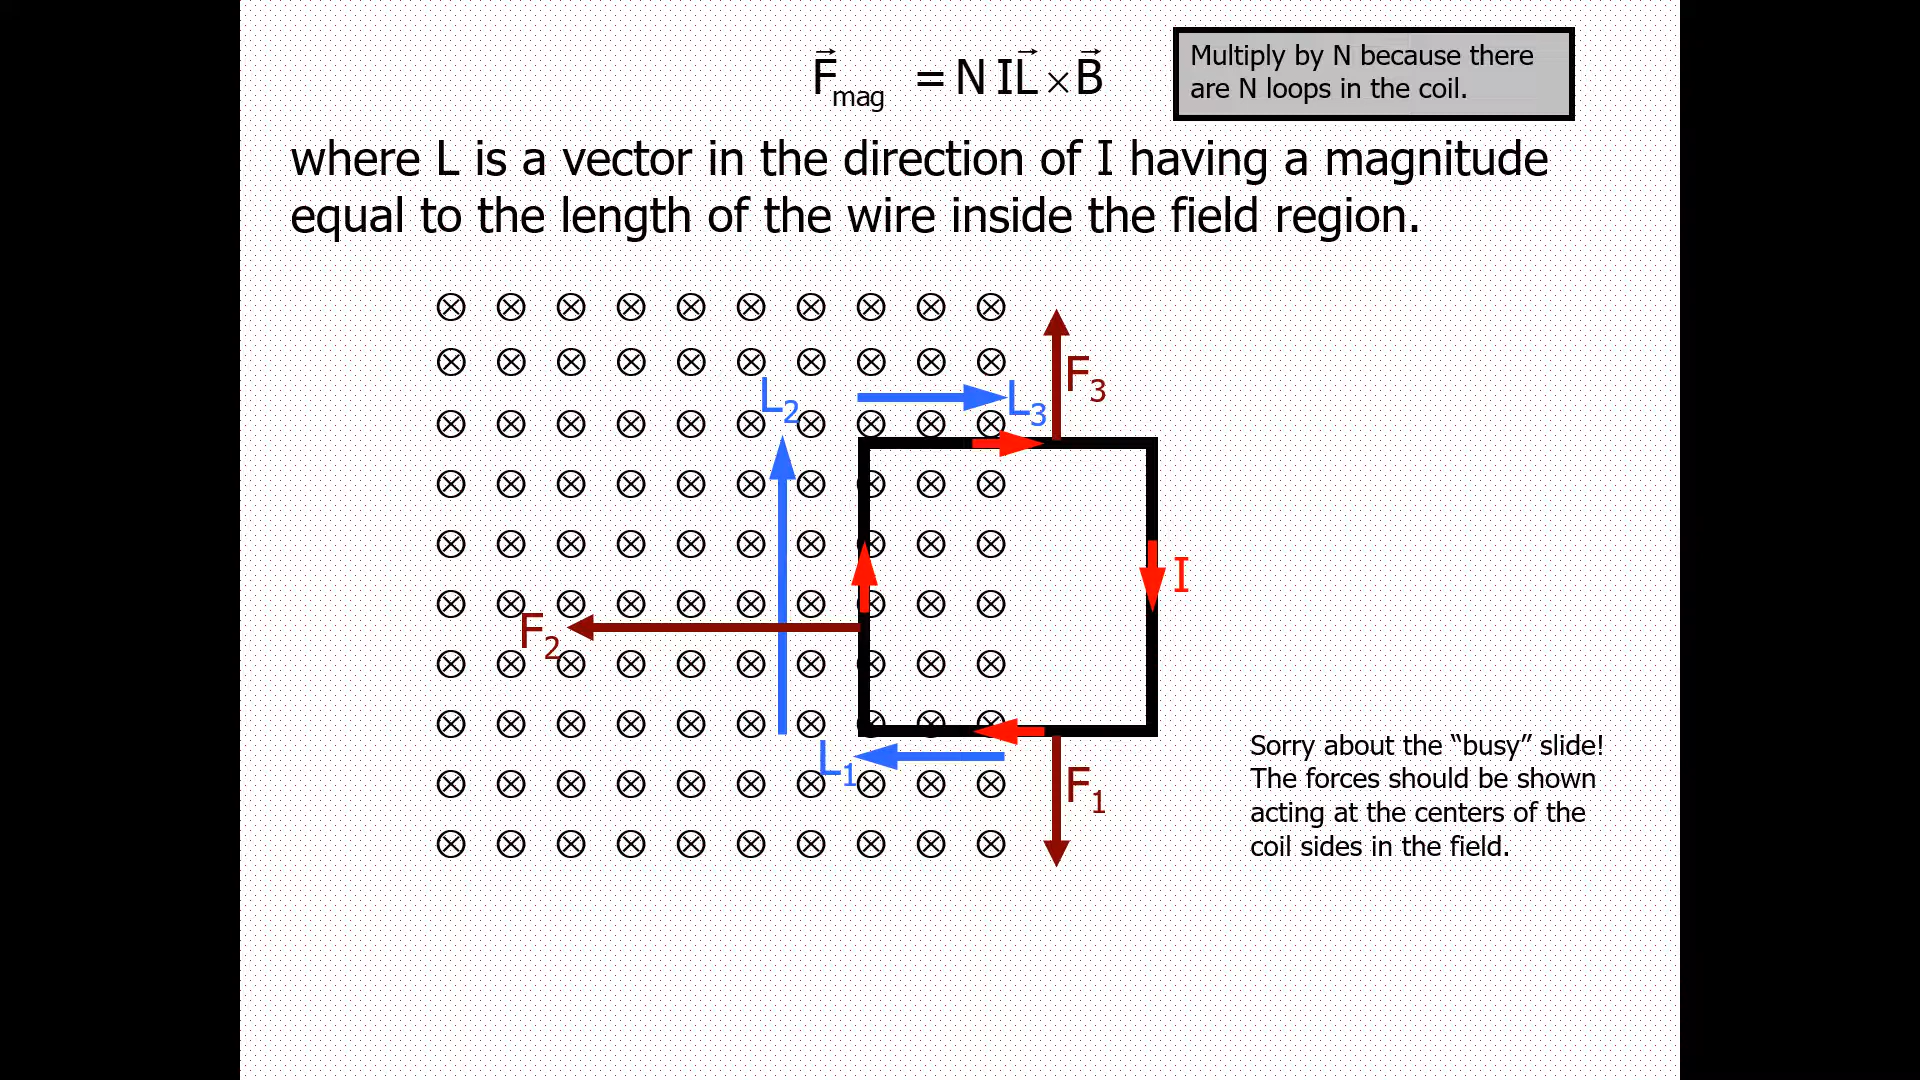 F⃗mag = N IL⃗ × B⃗
Multiply by N because there
are N loops in the coil.
where L is a vector in the direction of I having a magnitude
equal to the length of the wire inside the field region.
F3
L2
L3
I
F2
L1
F1
Sorry about the “busy” slide!
The forces should be shown
acting at the centers of the
coil sides in the field.